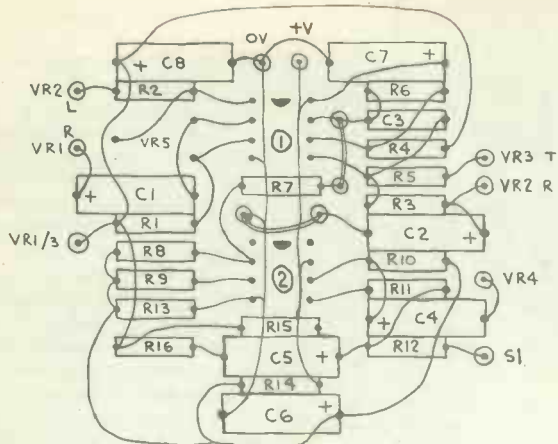 OV +V
+ C8
C7 +
VR2 L
R2
R6
C3
VR5
1
R4
VR1 R
R5
VR3 T
R7
VR2 R
+ C1
R3
R1
C2 +
VR1/3
R8
R10
2
R9
R11
VR4
R13
C4 +
R15
R16
C5 +
R12
S1
R14
C6 +